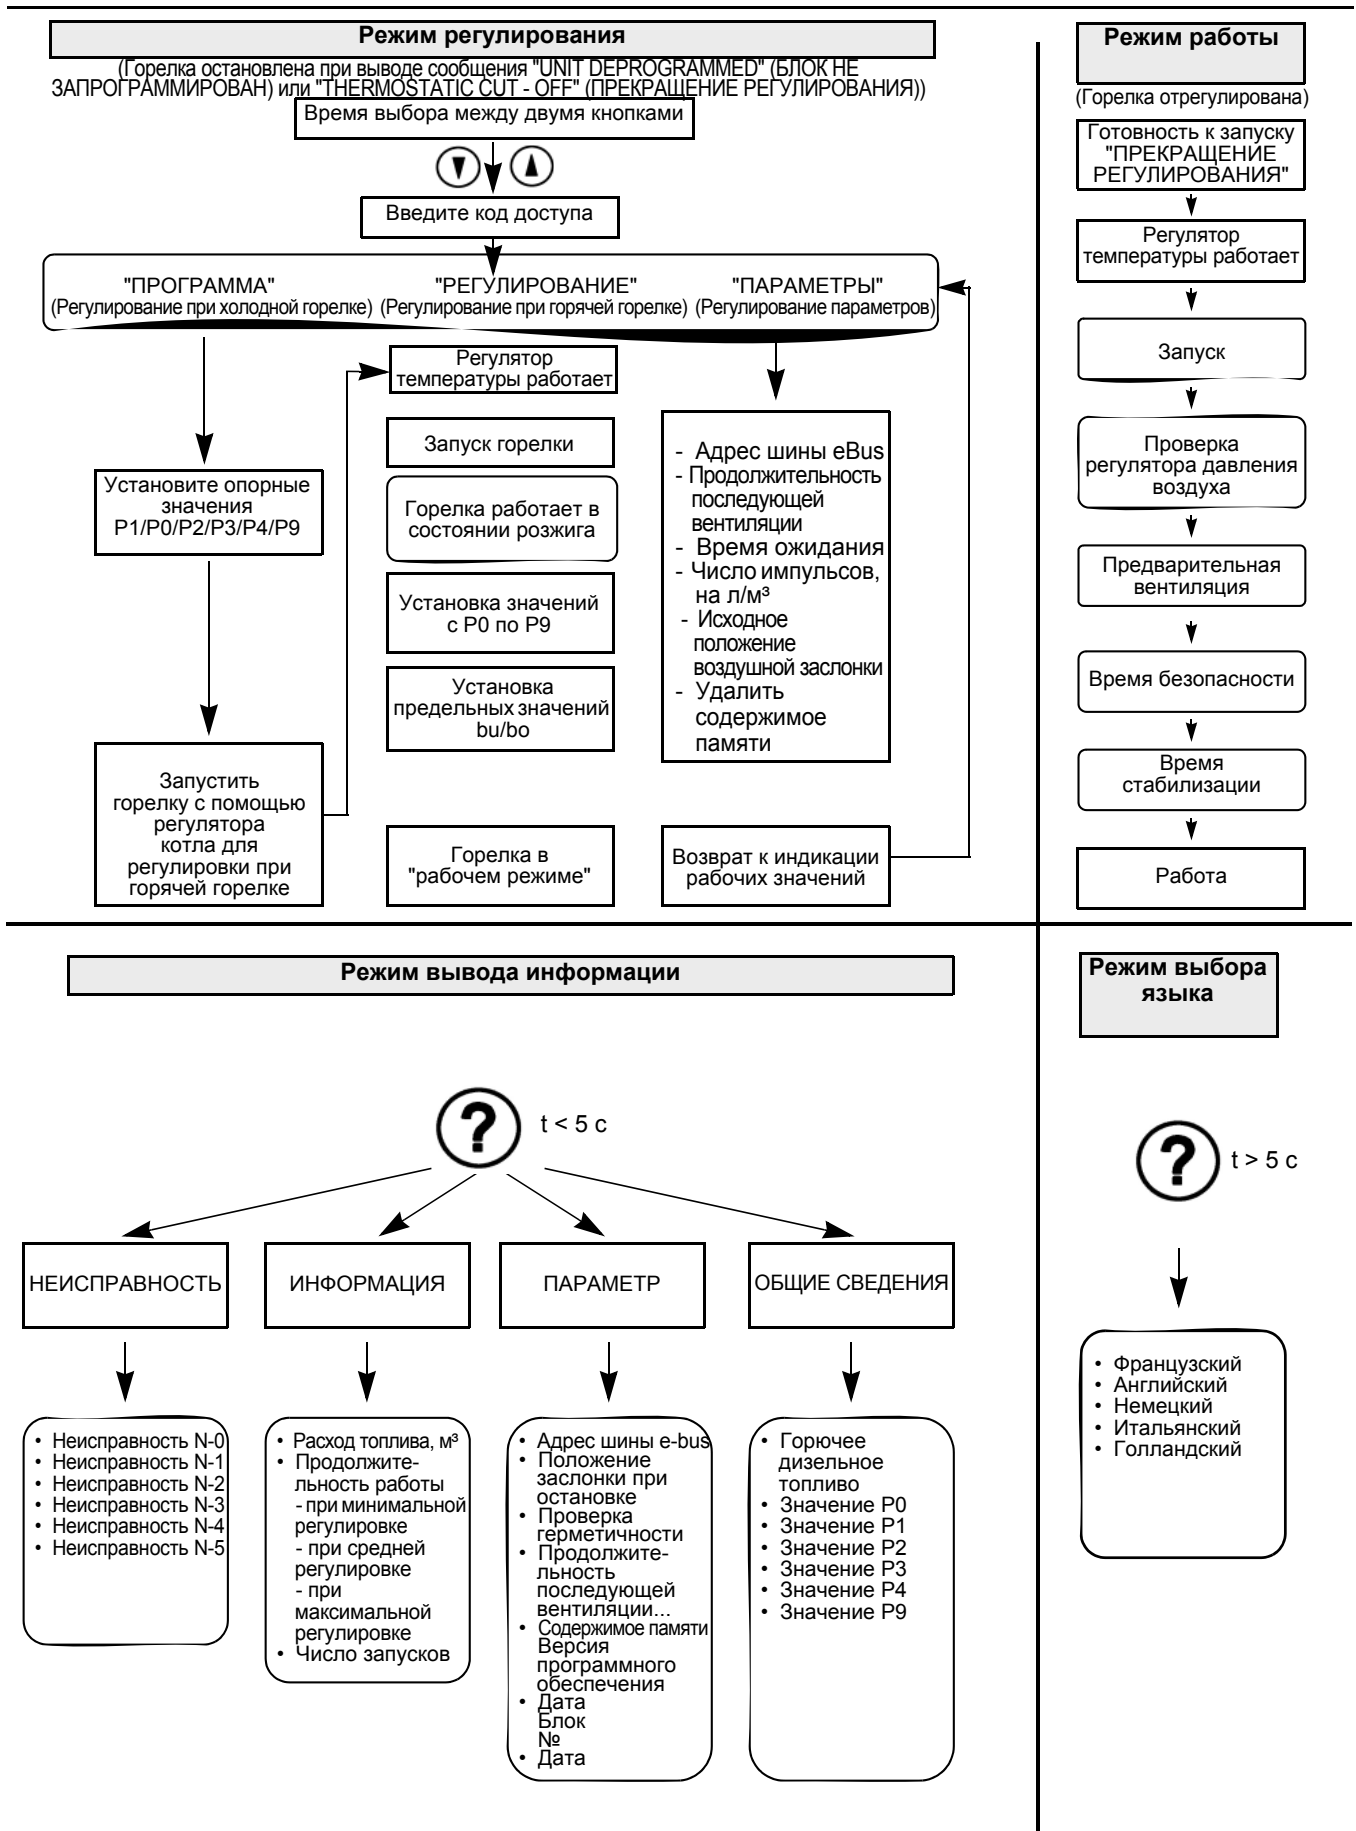 Режим регулирования
(Горелка остановлена при выводе сообщения "UNIT DEPROGRAMMED" (БЛОК НЕ
ЗАПРОГРАММИРОВАН) или "THERMOSTATIC CUT - OFF" (ПРЕКРАЩЕНИЕ РЕГУЛИРОВАНИЯ))
Время выбора между двумя кнопками
Введите код доступа
"ПРОГРАММА"
(Регулирование при холодной горелке)
"РЕГУЛИРОВАНИЕ"
(Регулирование при горячей горелке)
"ПАРАМЕТРЫ"
(Регулирование параметров)
Установите опорные
значения
P1/P0/P2/P3/P4/P9
Запустить
горелку с помощью
регулятора
котла для
регулировки при
горячей горелке
Регулятор
температуры работает
Запуск горелки
Горелка работает в
состоянии розжига
Установка значений
с P0 по P9
Установка
предельных значений
bu/bo
Горелка в
"рабочем режиме"
- Адрес шины eBus
- Продолжительность
последующей
вентиляции
- Время ожидания
- Число импульсов,
на л/м³
- Исходное
положение
воздушной заслонки
- Удалить
содержимое
памяти
Возврат к индикации
рабочих значений
Режим работы
(Горелка отрегулирована)
Готовность к запуску
"ПРЕКРАЩЕНИЕ
РЕГУЛИРОВАНИЯ"
Регулятор
температуры работает
Запуск
Проверка
регулятора давления
воздуха
Предварительная
вентиляция
Время безопасности
Время
стабилизации
Работа
Режим вывода информации
? t < 5 с
НЕИСПРАВНОСТЬ
• Неисправность N-0
• Неисправность N-1
• Неисправность N-2
• Неисправность N-3
• Неисправность N-4
• Неисправность N-5
ИНФОРМАЦИЯ
• Расход топлива, м³
• Продолжите-
льность работы
- при минимальной
регулировке
- при средней
регулировке
- при
максимальной
регулировке
• Число запусков
ПАРАМЕТР
• Адрес шины e-bus
• Положение
заслонки при
остановке
• Проверка
герметичности
• Продолжите-
льность
последующей
вентиляции...
• Содержимое памяти
Версия
программного
обеспечения
• Дата
Блок
№
• Дата
ОБЩИЕ СВЕДЕНИЯ
• Горючее
дизельное
топливо
• Значение P0
• Значение P1
• Значение P2
• Значение P3
• Значение P4
• Значение P9
Режим выбора
языка
? t > 5 с
• Французский
• Английский
• Немецкий
• Итальянский
• Голландский